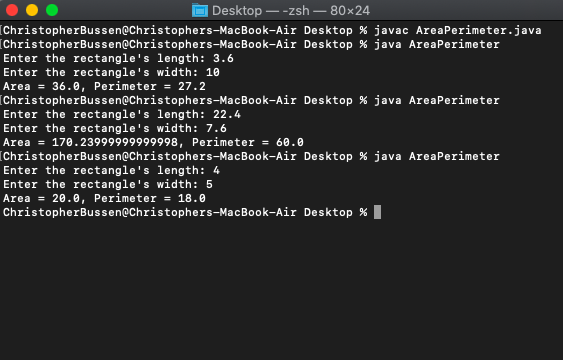 Desktop — -zsh — 80×24
[ChristopherBussen@Christophers-MacBook-Air Desktop % javac AreaPerimeter.java
[ChristopherBussen@Christophers-MacBook-Air Desktop % java AreaPerimeter
Enter the rectangle's length: 3.6
Enter the rectangle's width: 10
Area = 36.0, Perimeter = 27.2
[ChristopherBussen@Christophers-MacBook-Air Desktop % java AreaPerimeter
Enter the rectangle's length: 22.4
Enter the rectangle's width: 7.6
Area = 170.23999999999998, Perimeter = 60.0
[ChristopherBussen@Christophers-MacBook-Air Desktop % java AreaPerimeter
Enter the rectangle's length: 4
Enter the rectangle's width: 5
Area = 20.0, Perimeter = 18.0
ChristopherBussen@Christophers-MacBook-Air Desktop %